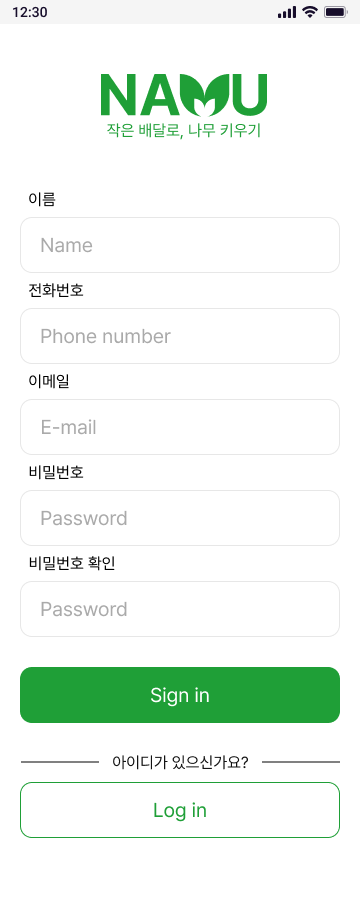 12:30
NAMU
작은 배달로, 나무 키우기
이름
Name
전화번호
Phone number
이메일
E-mail
비밀번호
Password
비밀번호 확인
Password
Sign in
아이디가 있으신가요?
Log in